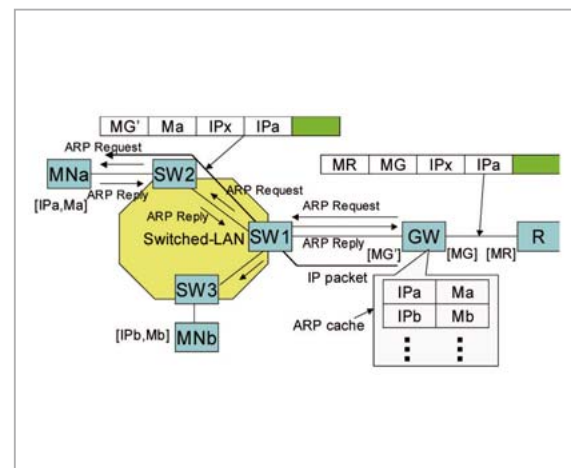 MG' Ma IPx IPa
ARP Request
MR MG IPx IPa
MNa SW2
ARP Request
ARP Reply
[IPa,Ma]
ARP Request
ARP Reply
Switched-LAN SW1 GW R
ARP Reply
[MG'] [MG] [MR]
IP packet
SW3
IPa Ma
IPb Mb
ARP cache
[IPb,Mb]
MNb